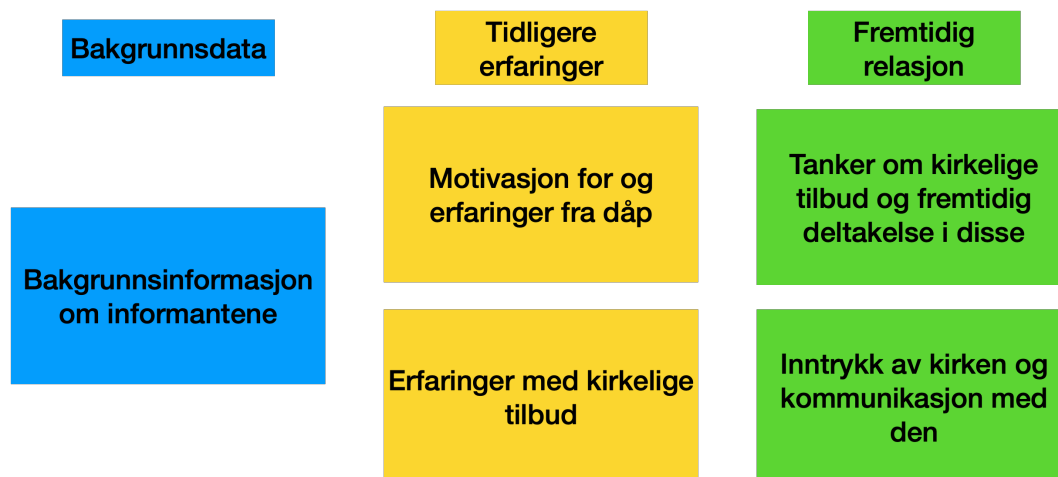 Bakgrunnsdata
Tidligere
erfaringer
Fremtidig
relasjon
Bakgrunnsinformasjon
om informantene
Motivasjon for og
erfaringer fra dåp
Erfaringer med kirkelige
tilbud
Tanker om kirkelige
tilbud og fremtidig
deltakelse i disse
Inntrykk av kirken og
kommunikasjon med
den